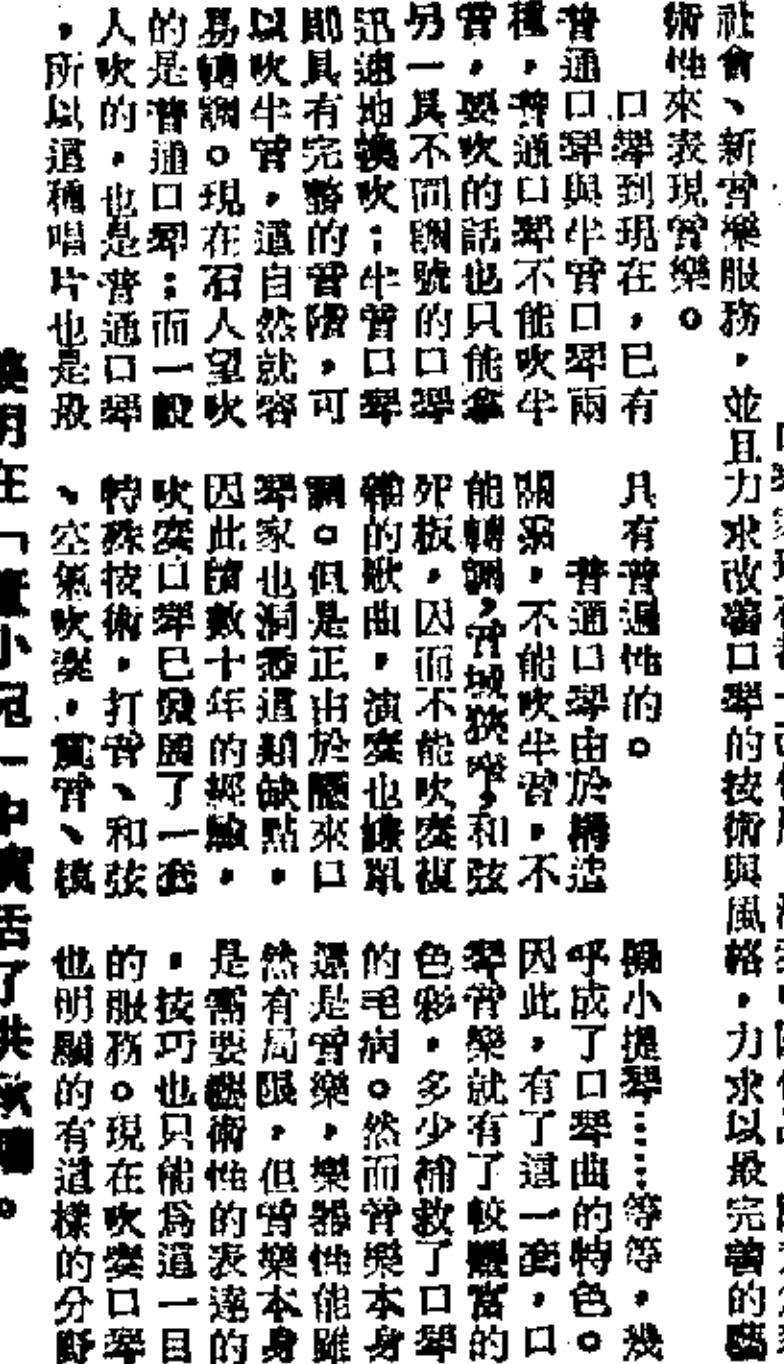 社會、新音樂服務，並且力求改善口琴的技術與風格，力求以最完善的藝
術性來表現音樂。
口琴到現在，已有
普通口琴與半音口琴兩
種，普通口琴不能吹半
音，要吹的話也只能拿
另一具不同調號的口琴
迅速地換吹；半音口琴
即具有完整的音階，可
以吹半音，這自然就容
易轉調。現在石人望吹
的是普通口琴；而一般
人吹的，也是普通口琴
，所以這種唱片也是最
具有普遍性的。
普通口琴由於構造
關係，不能吹半音，不
能轉調，音域狹窄，和弦
死板，因而不能吹奏複
雜的歌曲，演奏也嫌單
調。但是正由於歷來口
琴家也洞悉這類缺點，
因此積數十年的經驗，
吹奏口琴已發展了一套
特殊技術，打音、和弦
、空氣吹奏，震音、模
擬小提琴……等等，幾
乎成了口琴曲的特色。
因此，有了這一套，口
琴音樂就有了較豐富的
色彩，多少補救了口琴
的毛病。然而音樂本身
還是音樂，樂器性能雖
然有局限，但音樂本身
是需要藝術性的表達的
，技巧也只能爲這一目
的服務。現在吹奏口琴
也明顯的有這樣的分野